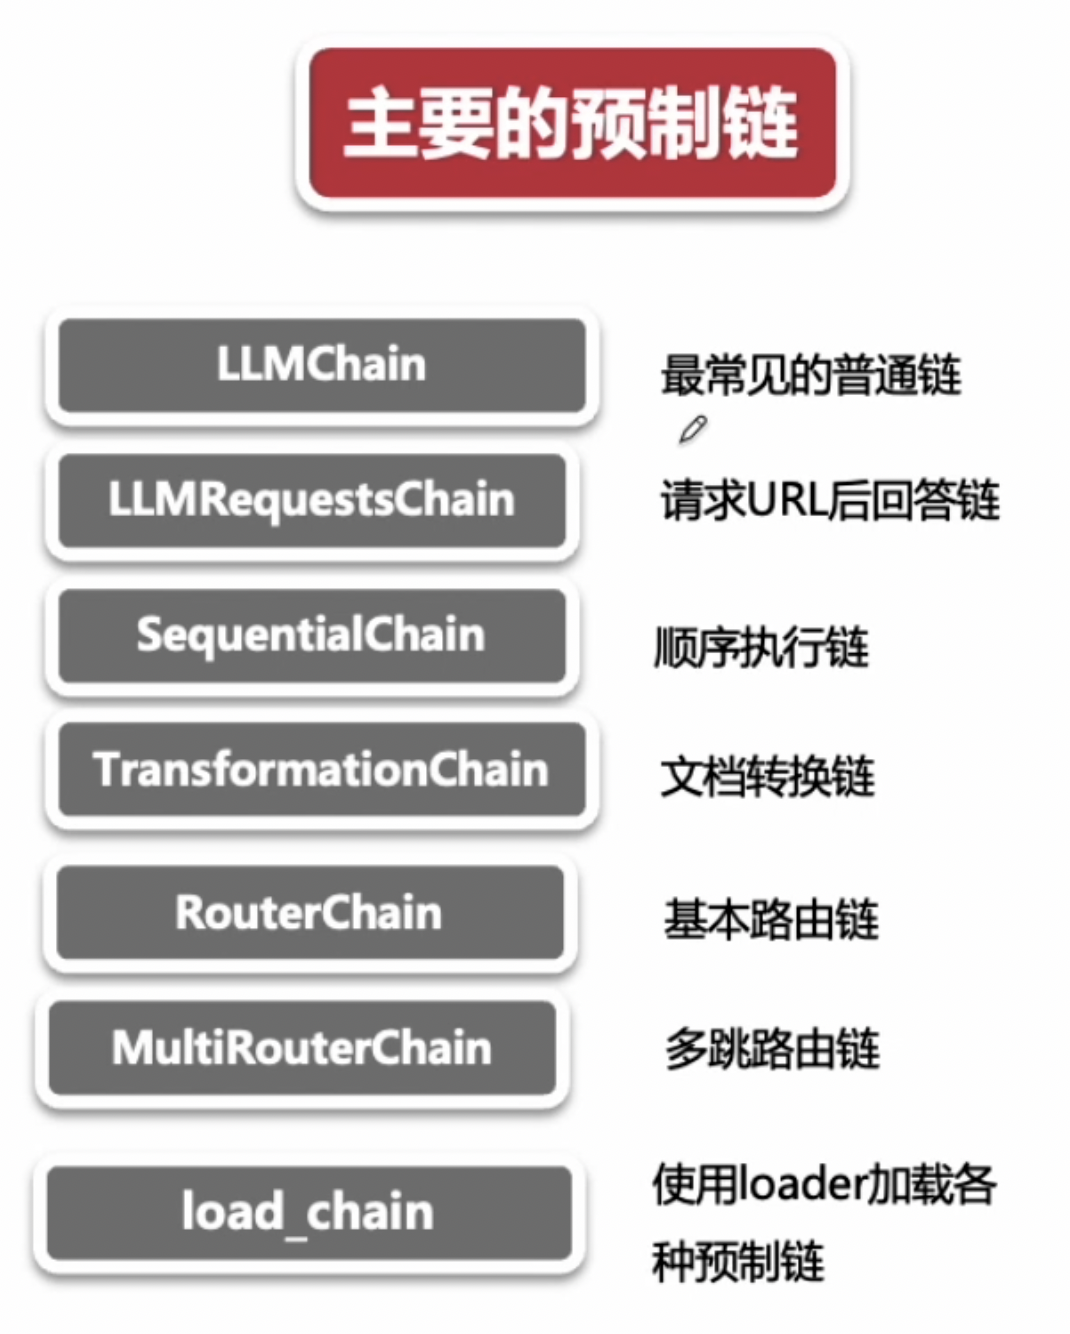 主要的预制链
LLMChain
最常见的普通链
LLMRequestsChain
请求URL后回答链
SequentialChain
顺序执行链
TransformationChain
文档转换链
RouterChain
基本路由链
MultiRouterChain
多跳路由链
load_chain
使用loader加载各
种预制链